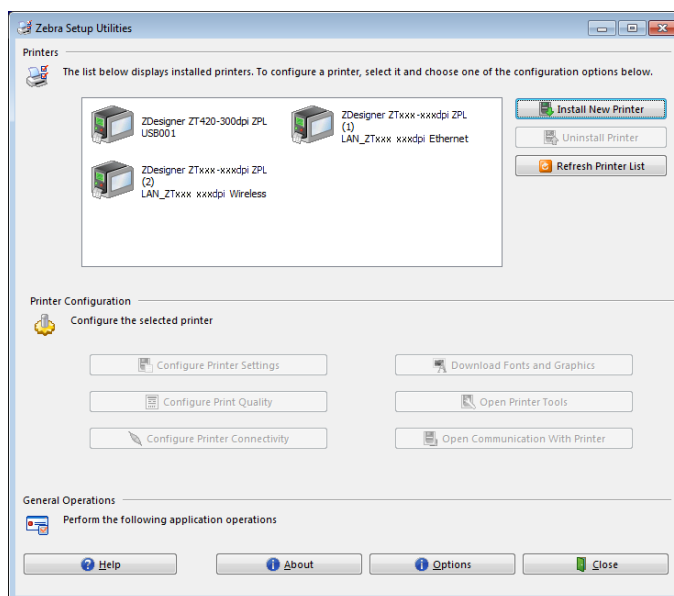 Zebra Setup Utilities
Printers
The list below displays installed printers. To configure a printer, select it and choose one of the configuration options below.
ZDesigner ZT420-300dpi ZPL
USB001
ZDesigner ZTxxx-xxxdpi ZPL
(1)
LAN_ZTxxx xxxdpi Ethernet
ZDesigner ZTxxx-xxxdpi ZPL
(2)
LAN_ZTxxx xxxdpi Wireless
Install New Printer
Uninstall Printer
Refresh Printer List
Printer Configuration
Configure the selected printer
Configure Printer Settings
Download Fonts and Graphics
Configure Print Quality
Open Printer Tools
Configure Printer Connectivity
Open Communication With Printer
General Operations
Perform the following application operations
Help
About
Options
Close